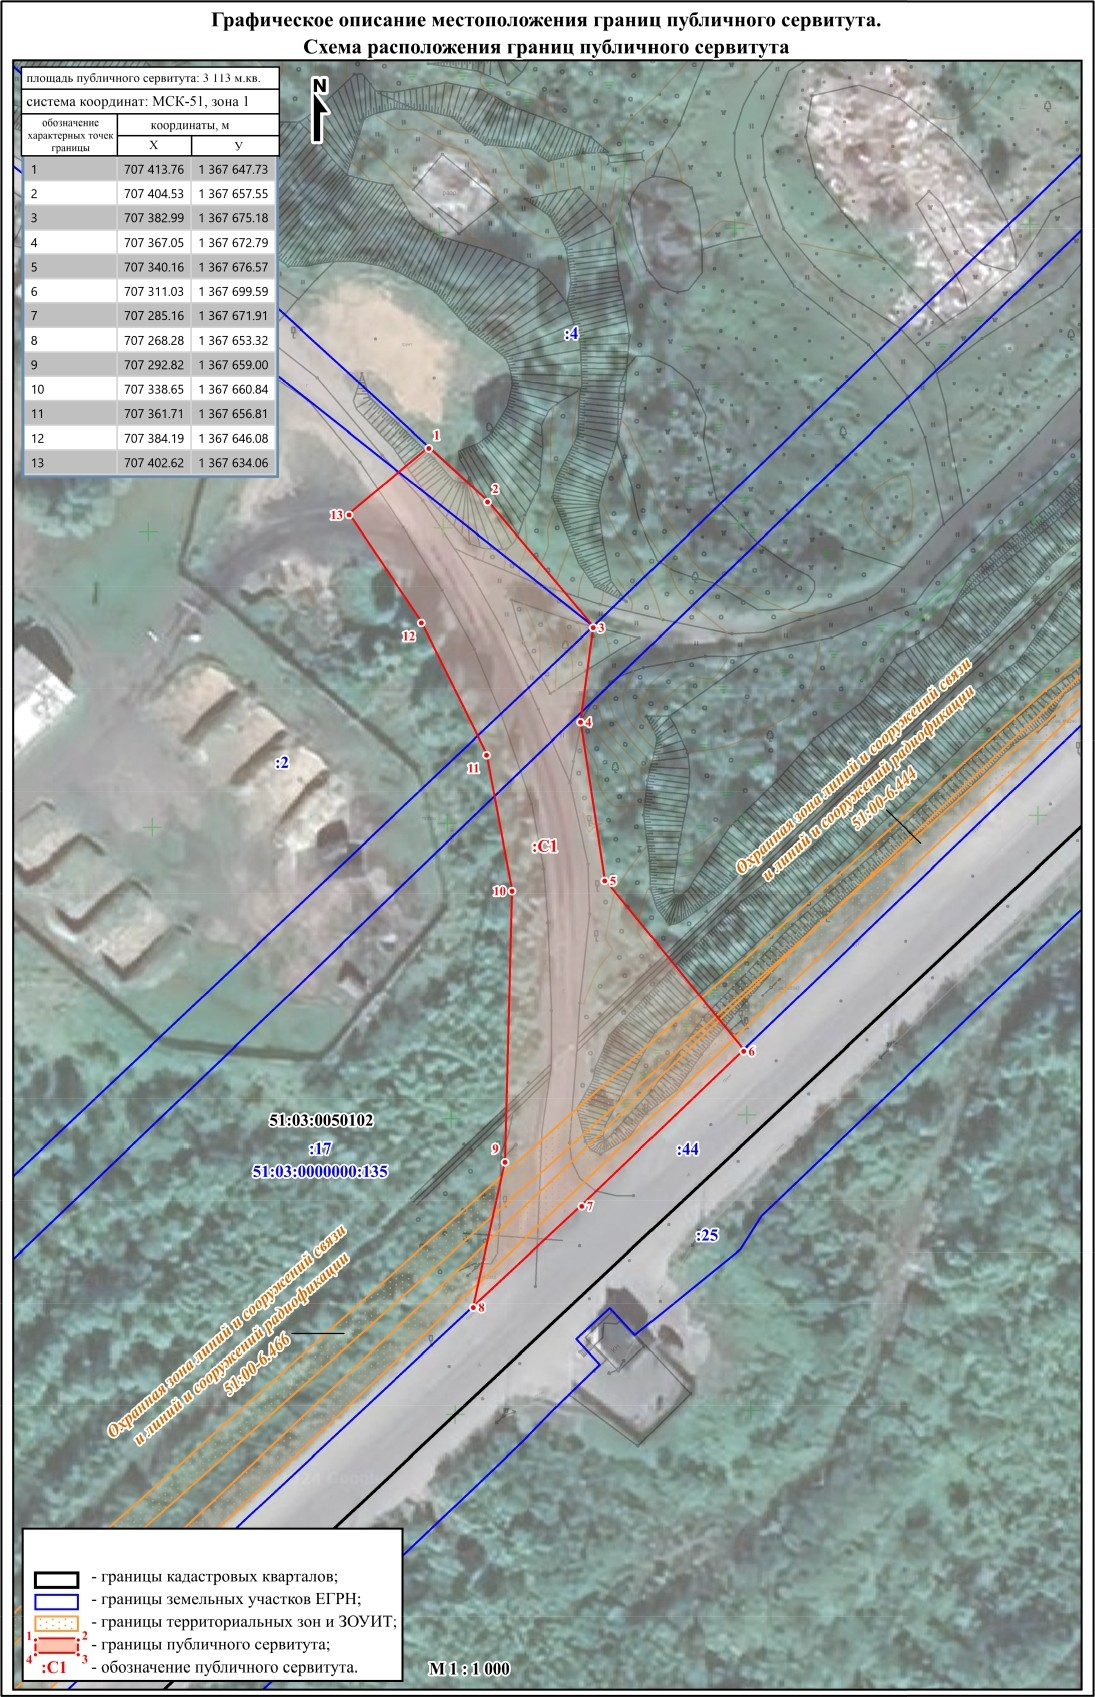 Графическое описание местоположения границ публичного сервитута.
Схема расположения границ публичного сервитута
площадь публичного сервитута: 3 113 м.кв.
система координат: МСК-51, зона 1
обозначение характерных точек границы
координаты, м
X У
1 707 413.76 1 367 647.73
2 707 404.53 1 367 657.55
3 707 382.99 1 367 675.18
4 707 367.05 1 367 672.79
5 707 340.16 1 367 676.57
6 707 311.03 1 367 699.59
7 707 285.16 1 367 671.91
8 707 268.28 1 367 653.32
9 707 292.82 1 367 659.00
10 707 338.65 1 367 660.84
11 707 361.71 1 367 656.81
12 707 384.19 1 367 646.08
13 707 402.62 1 367 634.06
N
:4
1
2
13
12
3
4
11
:2
:С1
10
5
Охранная зона линий и сооружений связи
и линий и сооружений радиофикации
51:00-6.444
6
51:03:0050102
:17
51:03:0000000:135
9
:44
7
:25
8
Охранная зона линий и сооружений связи
и линий и сооружений радиофикации
51:00-6.466
- границы кадастровых кварталов;
- границы земельных участков ЕГРН;
- границы территориальных зон и ЗОУИТ;
1 2
4 3
- границы публичного сервитута;
:С1 - обозначение публичного сервитута.
М 1 : 1 000